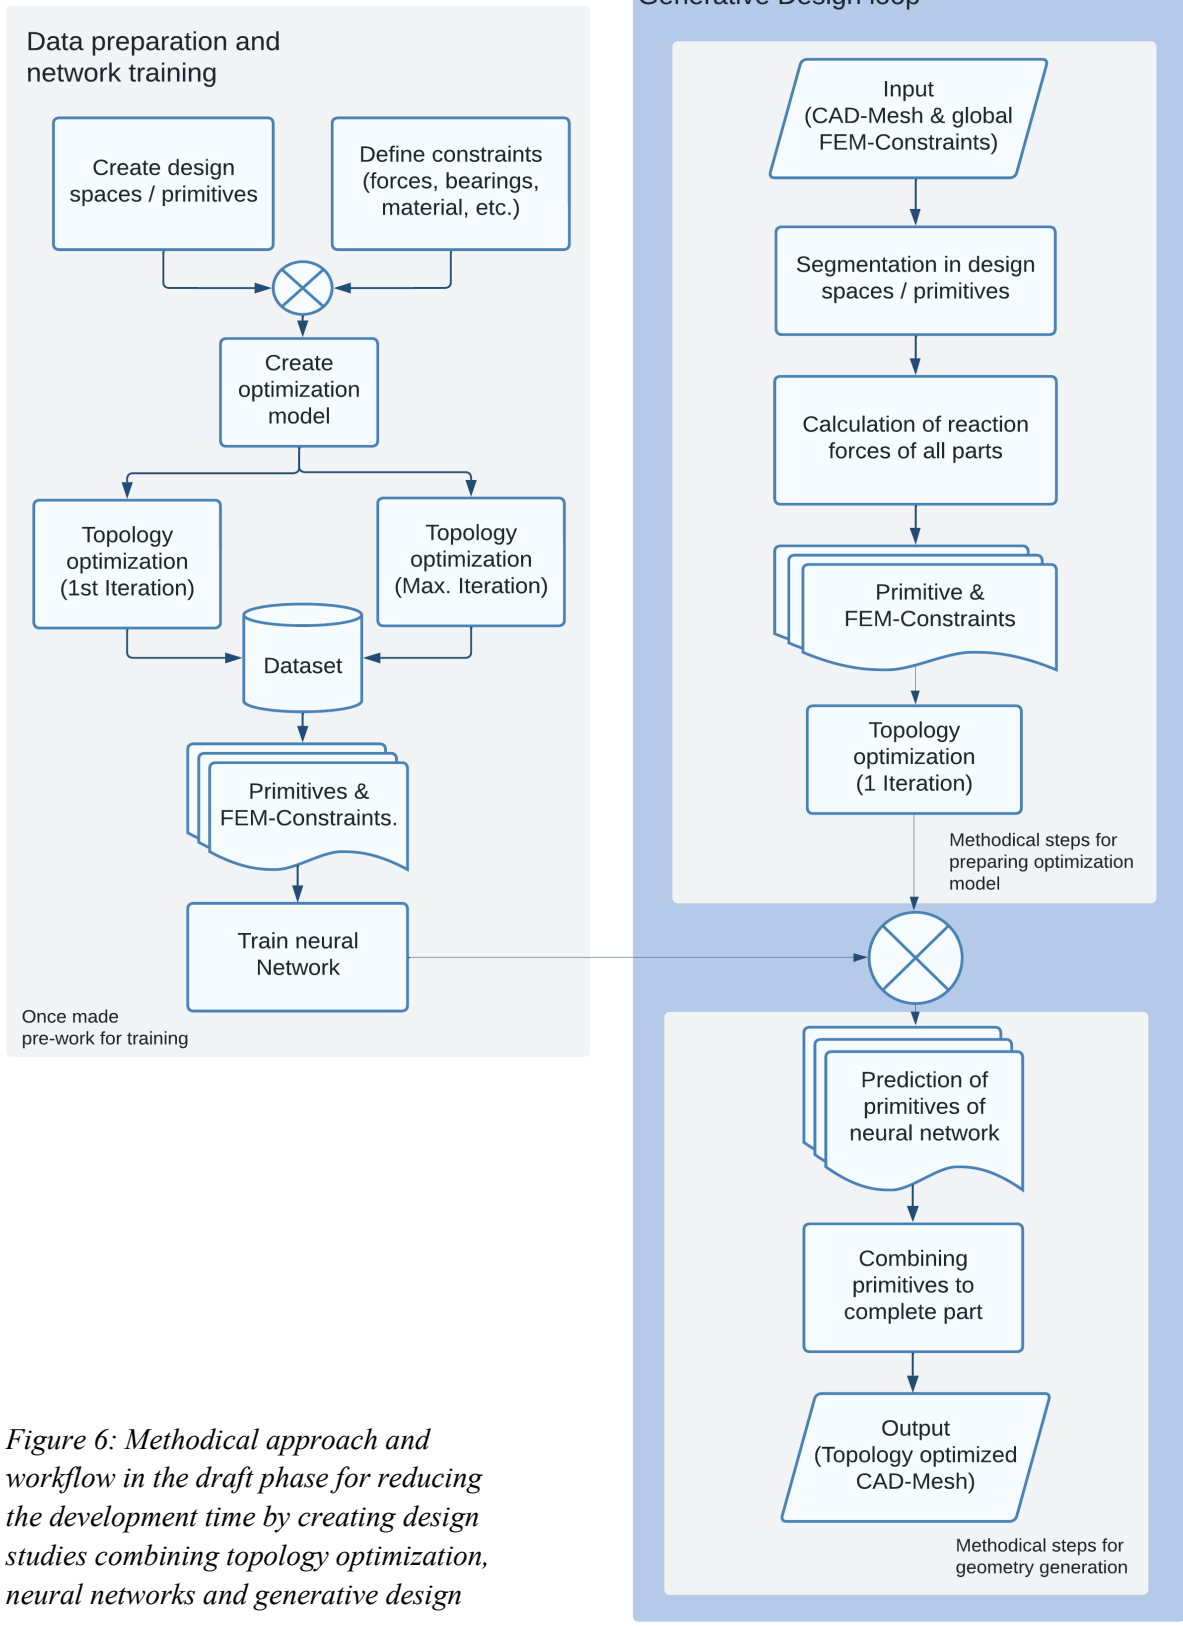 Data preparation and
network training
Create design
spaces / primitives
Define constraints
(forces, bearings,
material, etc.)
Create
optimization
model
Topology
optimization
(1st Iteration)
Topology
optimization
(Max. Iteration)
Dataset
Primitives &
FEM-Constraints.
Train neural
Network
Once made
pre-work for training
Generative Design loop
Input
(CAD-Mesh & global
FEM-Constraints)
Segmentation in design
spaces / primitives
Calculation of reaction
forces of all parts
Primitive &
FEM-Constraints
Topology
optimization
(1 Iteration)
Methodical steps for
preparing optimization
model
Prediction of
primitives of
neural network
Combining
primitives to
complete part
Output
(Topology optimized
CAD-Mesh)
Methodical steps for
geometry generation
Figure 6: Methodical approach and
workflow in the draft phase for reducing
the development time by creating design
studies combining topology optimization,
neural networks and generative design